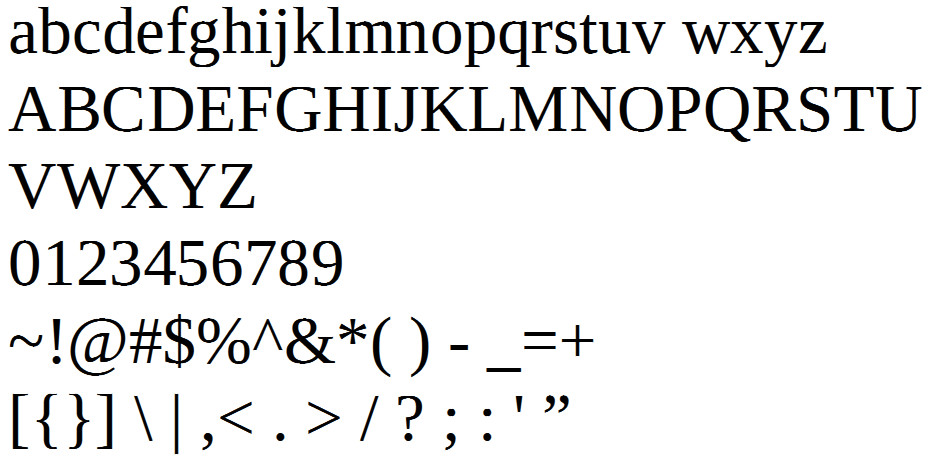 abcdefghijklmnopqrstuv wxyz
ABCDEFGHIJKLMNOPQRSTU
VWXYZ
0123456789
~!@#$%^&*( ) - _=+
[{}] \ | ,< . > / ? ; : ' ”